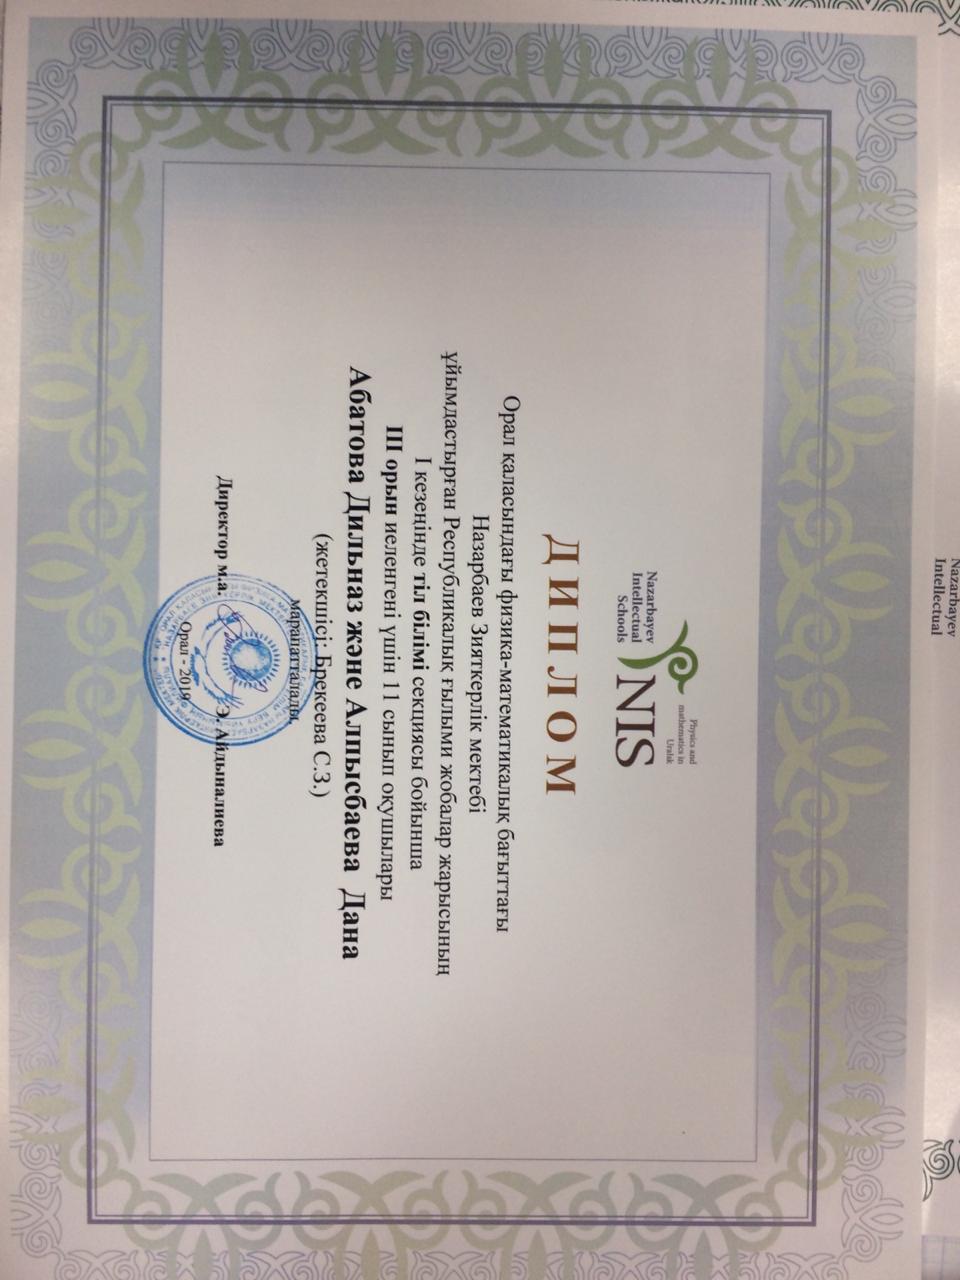 Nazarbayev
Intellectual
Nazarbayev
Intellectual
Schools
NIS
Physics and
mathematics in
Uralsk
ДИПЛОМ
Орал қаласындағы физика-математикалық бағыттағы
Назарбаев Зияткерлік мектебі
ұйымдастырған Республикалық ғылыми жобалар жарысының
I кезеңінде тіл білімі секциясы бойынша
III орын иеленгені үшін 11 сынып оқушылары
Абатова Дильназ және Алпысбаева Дана
(жетекшісі: Брекеева С.З.)
марапатталады.
Директор м.а. Э. Айдыналиева
Орал - 2019